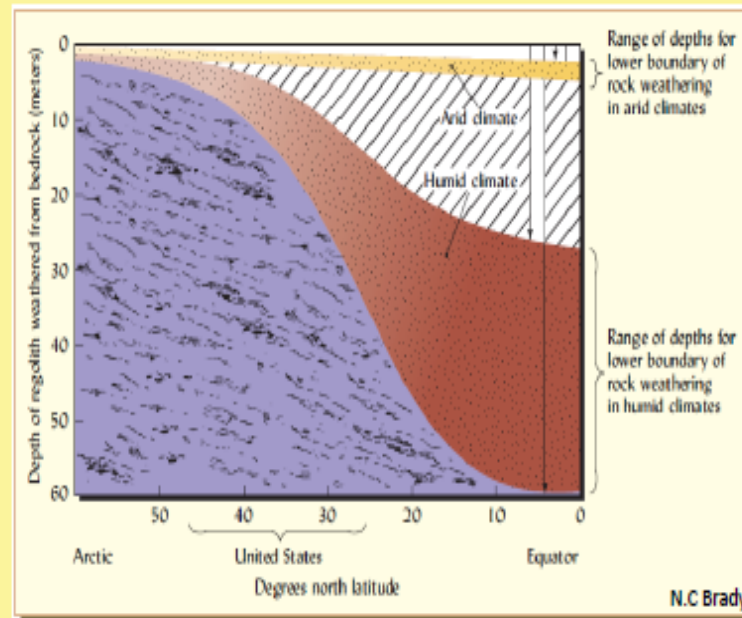 0
10
20
30
40
50
60
Depth of regolith weathered from bedrock (meters)
Arid climate
Humid climate
Range of depths for
lower boundary of
rock weathering
in arid climates
Range of depths for
lower boundary of
rock weathering
in humid climates
50 40 30 20 10 0
Arctic United States Equator
Degrees north latitude
N.C Brady